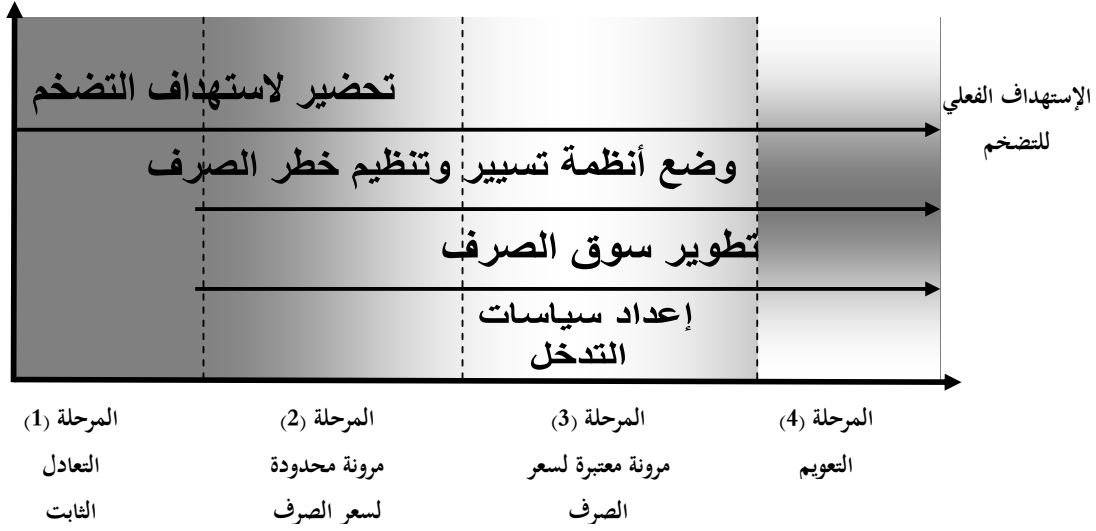 تحضير لاستهداف التضخم
الإستهداف الفعلي
للتضخم
وضع أنظمة تسيير وتنظيم خطر الصرف
تطوير سوق الصرف
إعداد سياسات
التدخل
المرحلة (1)
التعادل
الثابت
المرحلة (2)
مرونة محدودة
لسعر الصرف
المرحلة (3)
مرونة معتبرة لسعر
الصرف
المرحلة (4)
التعويم